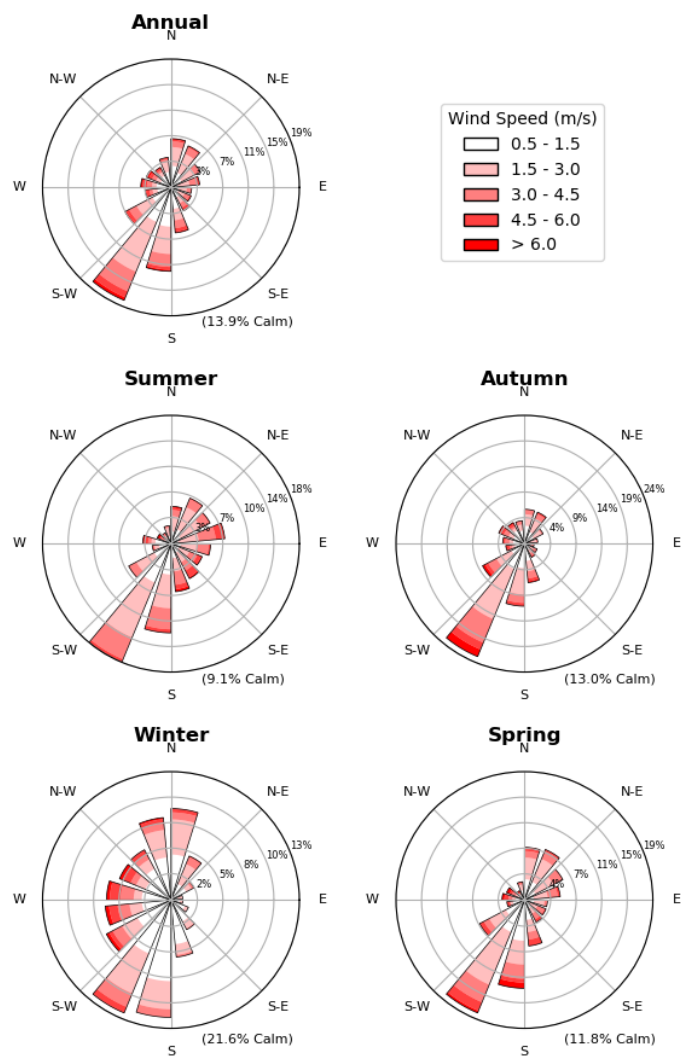 Annual
N
N-W
N-E
W
E
S-W
S-E
S
3%
7%
11%
15%
19%
(13.9% Calm)
Wind Speed (m/s)
0.5 - 1.5
1.5 - 3.0
3.0 - 4.5
4.5 - 6.0
> 6.0
Summer
N
N-W
N-E
W
E
S-W
S-E
S
3%
7%
10%
14%
18%
(9.1% Calm)
Autumn
N
N-W
N-E
W
E
S-W
S-E
S
4%
9%
14%
19%
24%
(13.0% Calm)
Winter
N
N-W
N-E
W
E
S-W
S-E
S
2%
5%
8%
10%
13%
(21.6% Calm)
Spring
N
N-W
N-E
W
E
S-W
S-E
S
4%
7%
11%
15%
19%
(11.8% Calm)